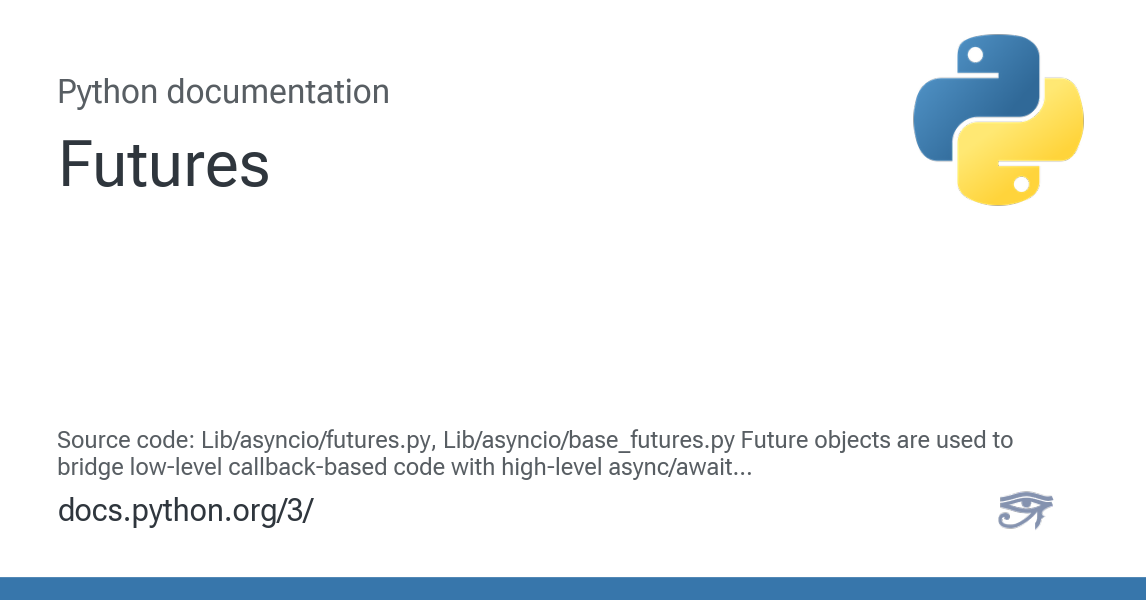 Python documentation
Futures
Source code: Lib/asyncio/futures.py, Lib/asyncio/base_futures.py Future objects are used to
bridge low-level callback-based code with high-level async/await...
docs.python.org/3/